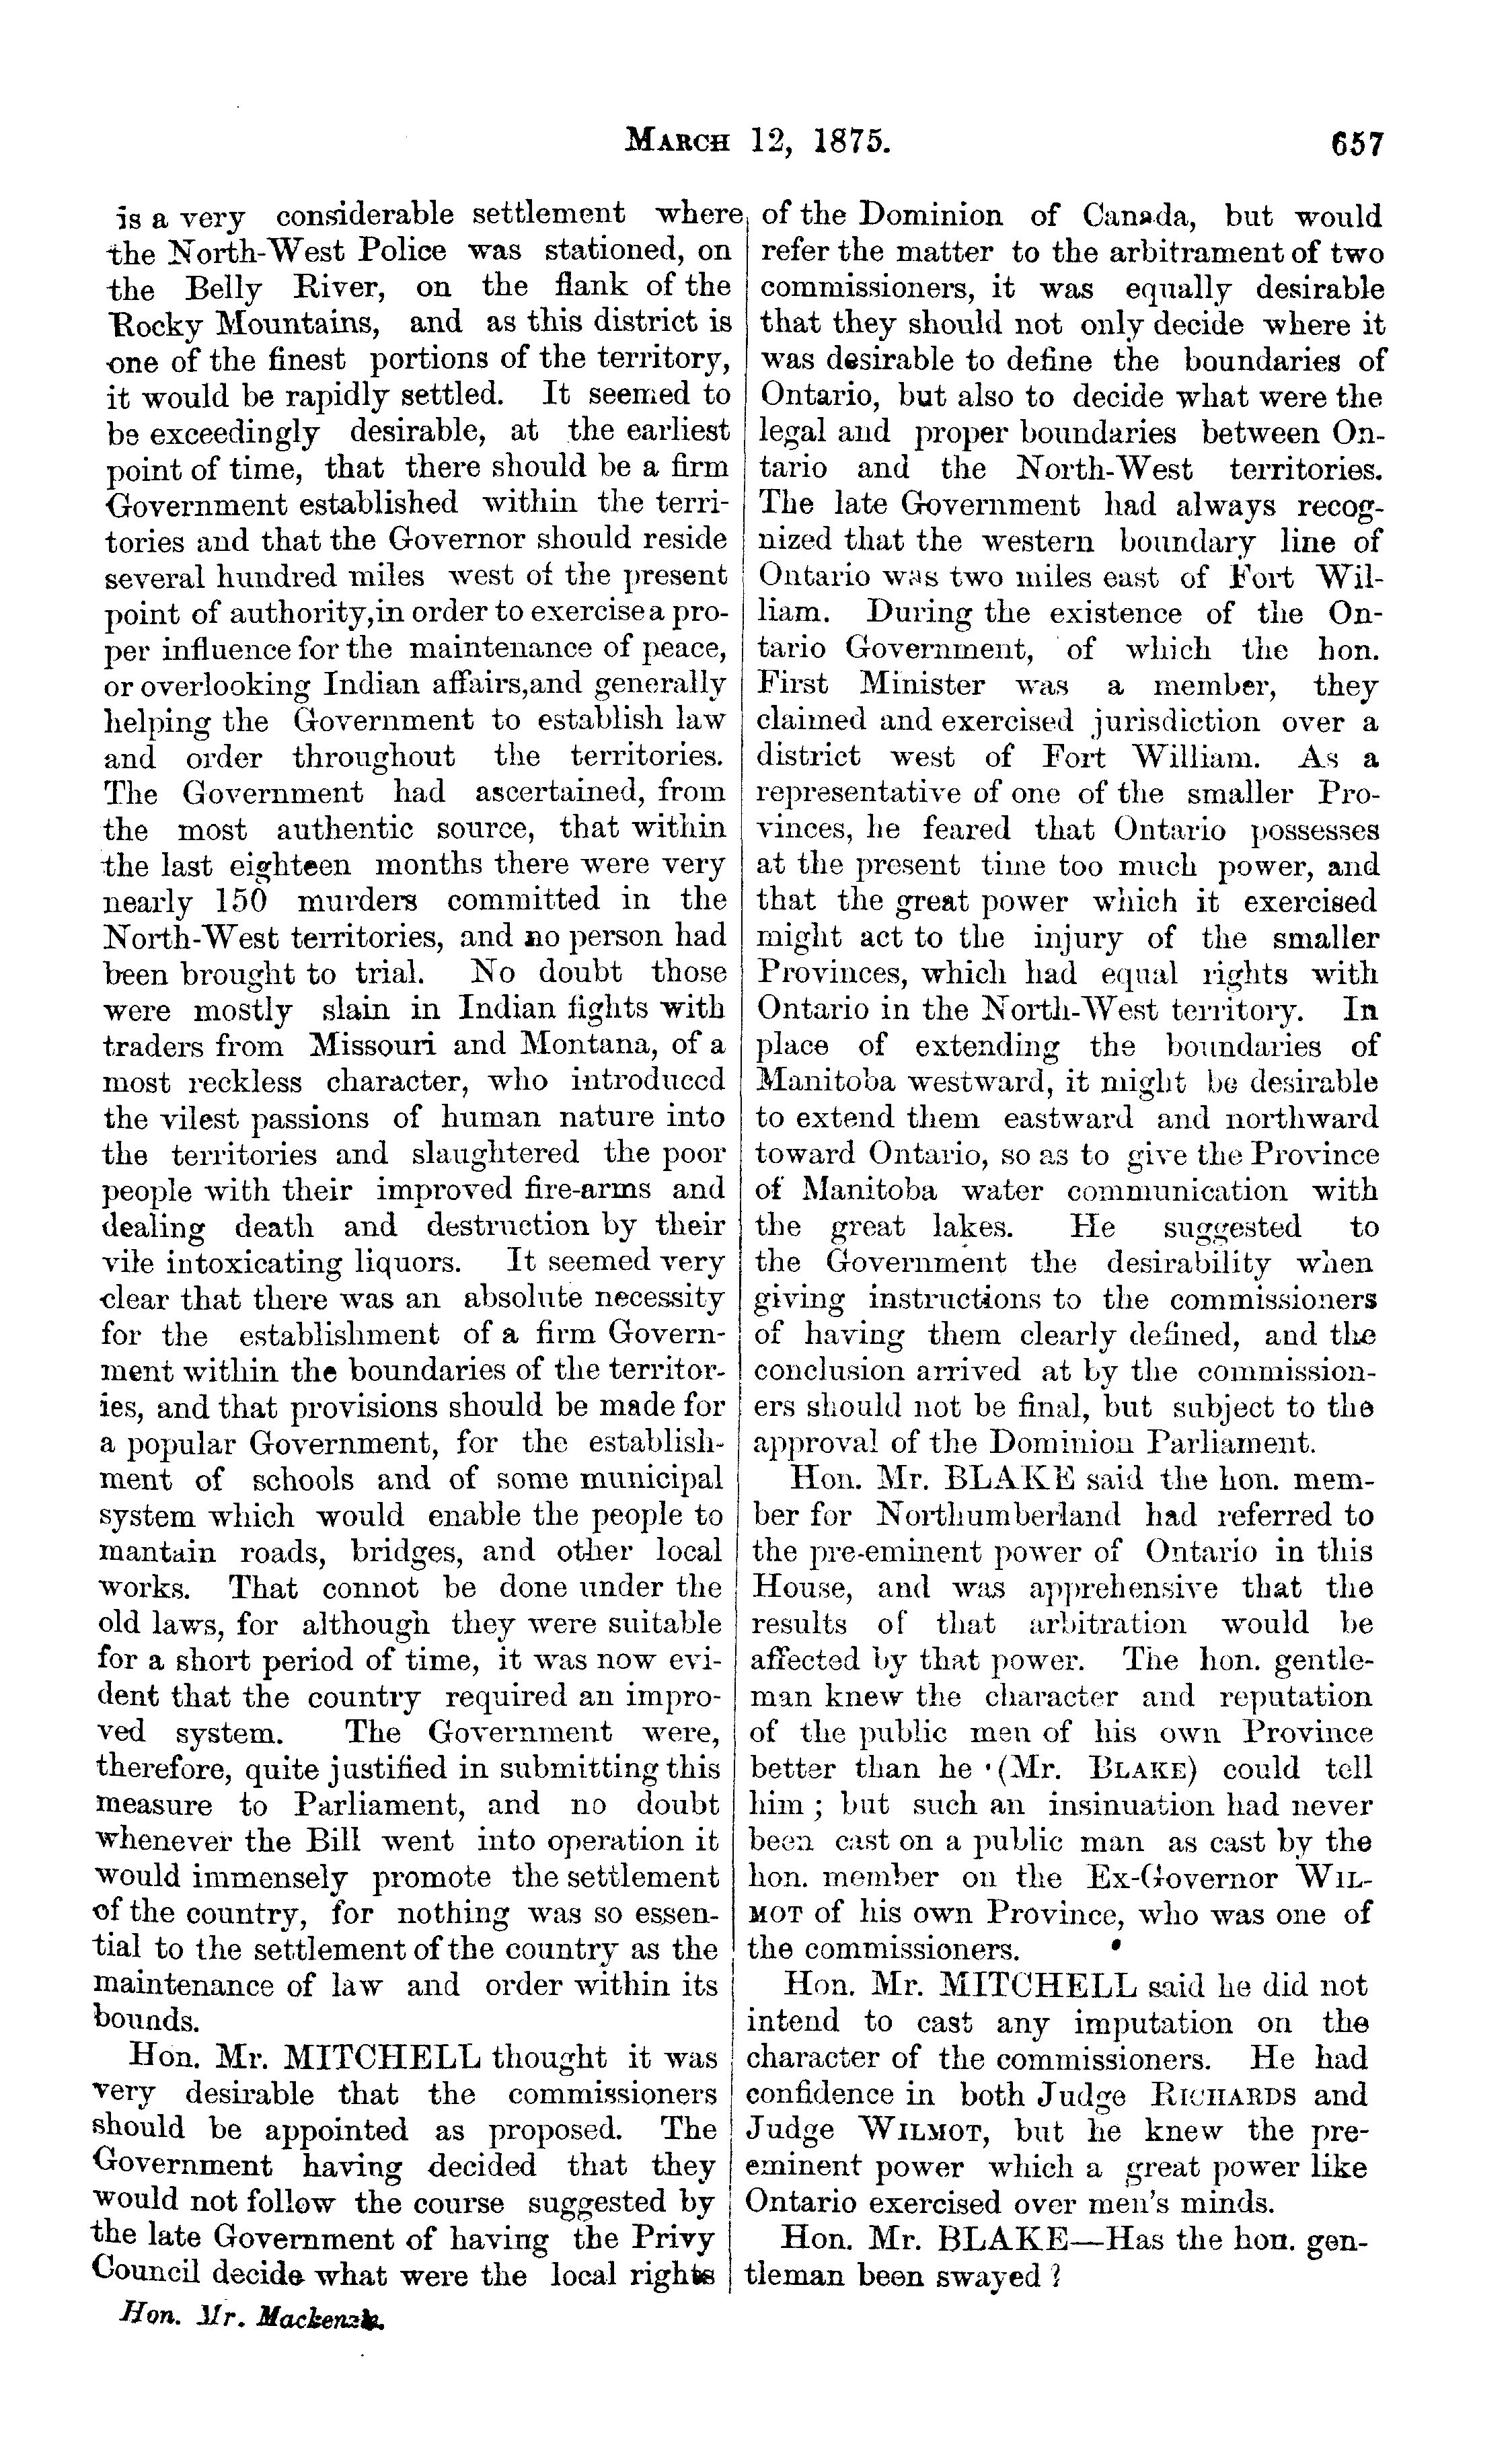 MARCH 12, 1875. 657
is a very considerable settlement where
the North-West Police was stationed, on
the Belly River, on the flank of the
Rocky Mountains, and as this district is
one of the finest portions of the territory,
it would be rapidly settled. It seemed to
be exceedingly desirable, at the earliest
point of time, that there should be a firm
Government established within the terri-
tories and that the Governor should reside
several hundred miles west of the present
point of authority,in order to exercise a pro-
per influence for the maintenance of peace,
or overlooking Indian affairs,and generally
helping the Government to establish law
and order throughout the territories.
The Government had ascertained, from
the most authentic source, that within
the last eighteen months there were very
nearly 150 murders committed in the
North-West territories, and no person had
been brought to trial. No doubt those
were mostly slain in Indian fights with
traders from Missouri and Montana, of a
most reckless character, who introduced
the vilest passions of human nature into
the territories and slaughtered the poor
people with their improved fire-arms and
dealing death and destruction by their
vile intoxicating liquors. It seemed very
clear that there was an absolute necessity
for the establishment of a firm Govern-
ment within the boundaries of the territor-
ies, and that provisions should be made for
a popular Government, for the establish-
ment of schools and of some municipal
system which would enable the people to
mantain roads, bridges, and other local
works. That connot be done under the
old laws, for although they were suitable
for a short period of time, it was now evi-
dent that the country required an impro-
ved system. The Government were,
therefore, quite justified in submitting this
measure to Parliament, and no doubt
whenever the Bill went into operation it
would immensely promote the settlement
of the country, for nothing was so essen-
tial to the settlement of the country as the
maintenance of law and order within its
bounds.
Hon. Mr. MITCHELL thought it was
very desirable that the commissioners
should be appointed as proposed. The
Government having decided that they
would not follow the course suggested by
the late Government of having the Privy
Council decide what were the local rights
Hon. Mr. Mackenzie.
of the Dominion of Canada, but would
refer the matter to the arbitrament of two
commissioners, it was equally desirable
that they should not only decide where it
was desirable to define the boundaries of
Ontario, but also to decide what were the
legal and proper boundaries between On-
tario and the North-West territories.
The late Government had always recog-
nized that the western boundary line of
Ontario was two miles east of Fort Wil-
liam. During the existence of the On-
tario Government, of which the hon.
First Minister was a member, they
claimed and exercised jurisdiction over a
district west of Fort William. As a
representative of one of the smaller Pro-
vinces, he feared that Ontario possesses
at the present time too much power, and
that the great power which it exercised
might act to the injury of the smaller
Provinces, which had equal rights with
Ontario in the North-West territory. In
place of extending the boundaries of
Manitoba westward, it might be desirable
to extend them eastward and northward
toward Ontario, so as to give the Province
of Manitoba water communication with
the great lakes. He suggested to
the Government the desirability when
giving instructions to the commissioners
of having them clearly defined, and the
conclusion arrived at by the commission-
ers should not be final, but subject to the
approval of the Dominion Parliament.
Hon. Mr. BLAKE said the hon. mem-
ber for Northumberland had referred to
the pre-eminent power of Ontario in this
House, and was apprehensive that the
results of that arbitration would be
affected by that power. The hon. gentle-
man knew the character and reputation
of the public men of his own Province
better than he (Mr. BLAKE) could tell
him ; but such an insinuation had never
been cast on a public man as cast by the
hon. member on the Ex-Governor WIL-
MOT of his own Province, who was one of
the commissioners.
Hon. Mr. MITCHELL said he did not
intend to cast any imputation on the
character of the commissioners. He had
confidence in both Judge RICHARDS and
Judge WILMOT, but he knew the pre-
eminent power which a great power like
Ontario exercised over men's minds.
Hon. Mr. BLAKE—Has the hon. gen-
tleman been swayed ?